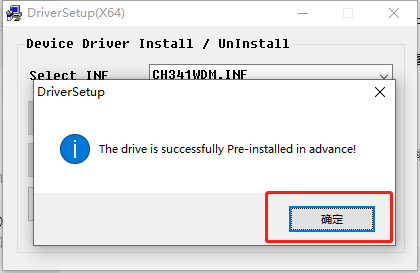 DriverSetup(X64)
Device Driver Install / UnInstall
Select INF
CH341WDM.INF
DriverSetup
The drive is successfully Pre-installed in advance!
确定